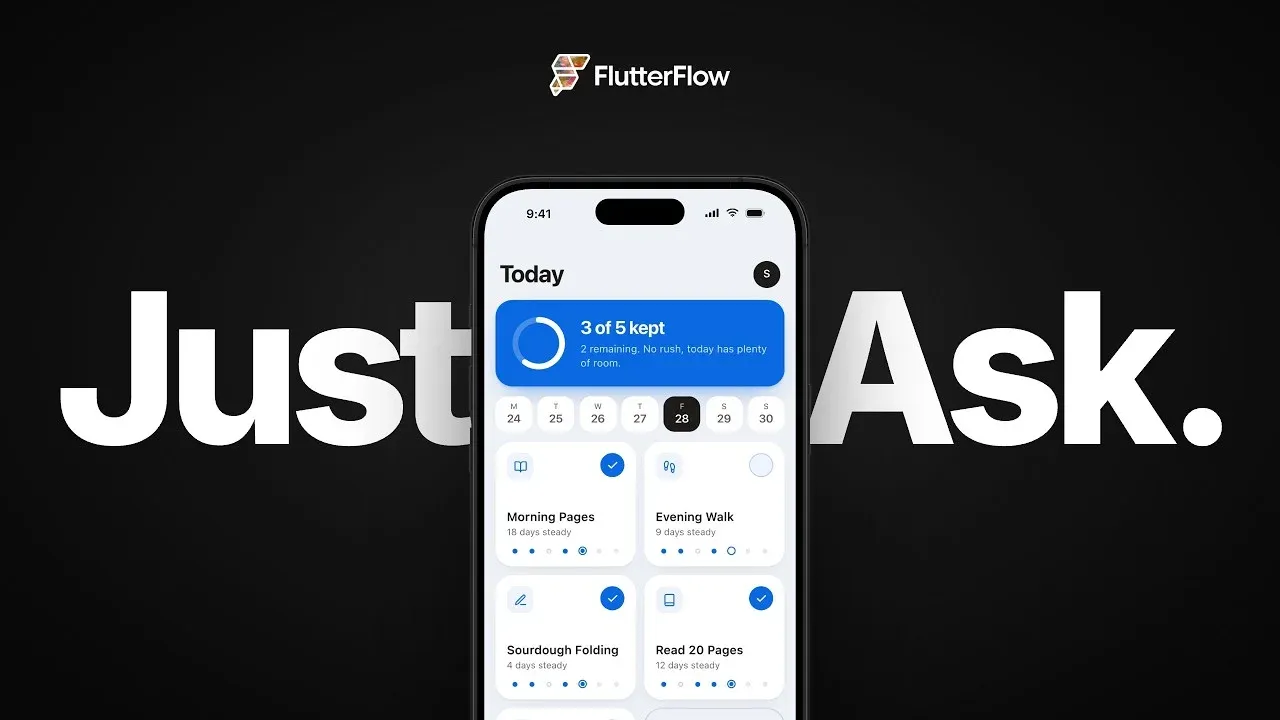 FlutterFlow
Just Ask.
9:41
Today
S
3 of 5 kept
2 remaining. No rush, today has plenty
of room.
M T W T F S S
24 25 26 27 28 29 30
Morning Pages
18 days steady
Evening Walk
9 days steady
Sourdough Folding
4 days steady
Read 20 Pages
12 days steady